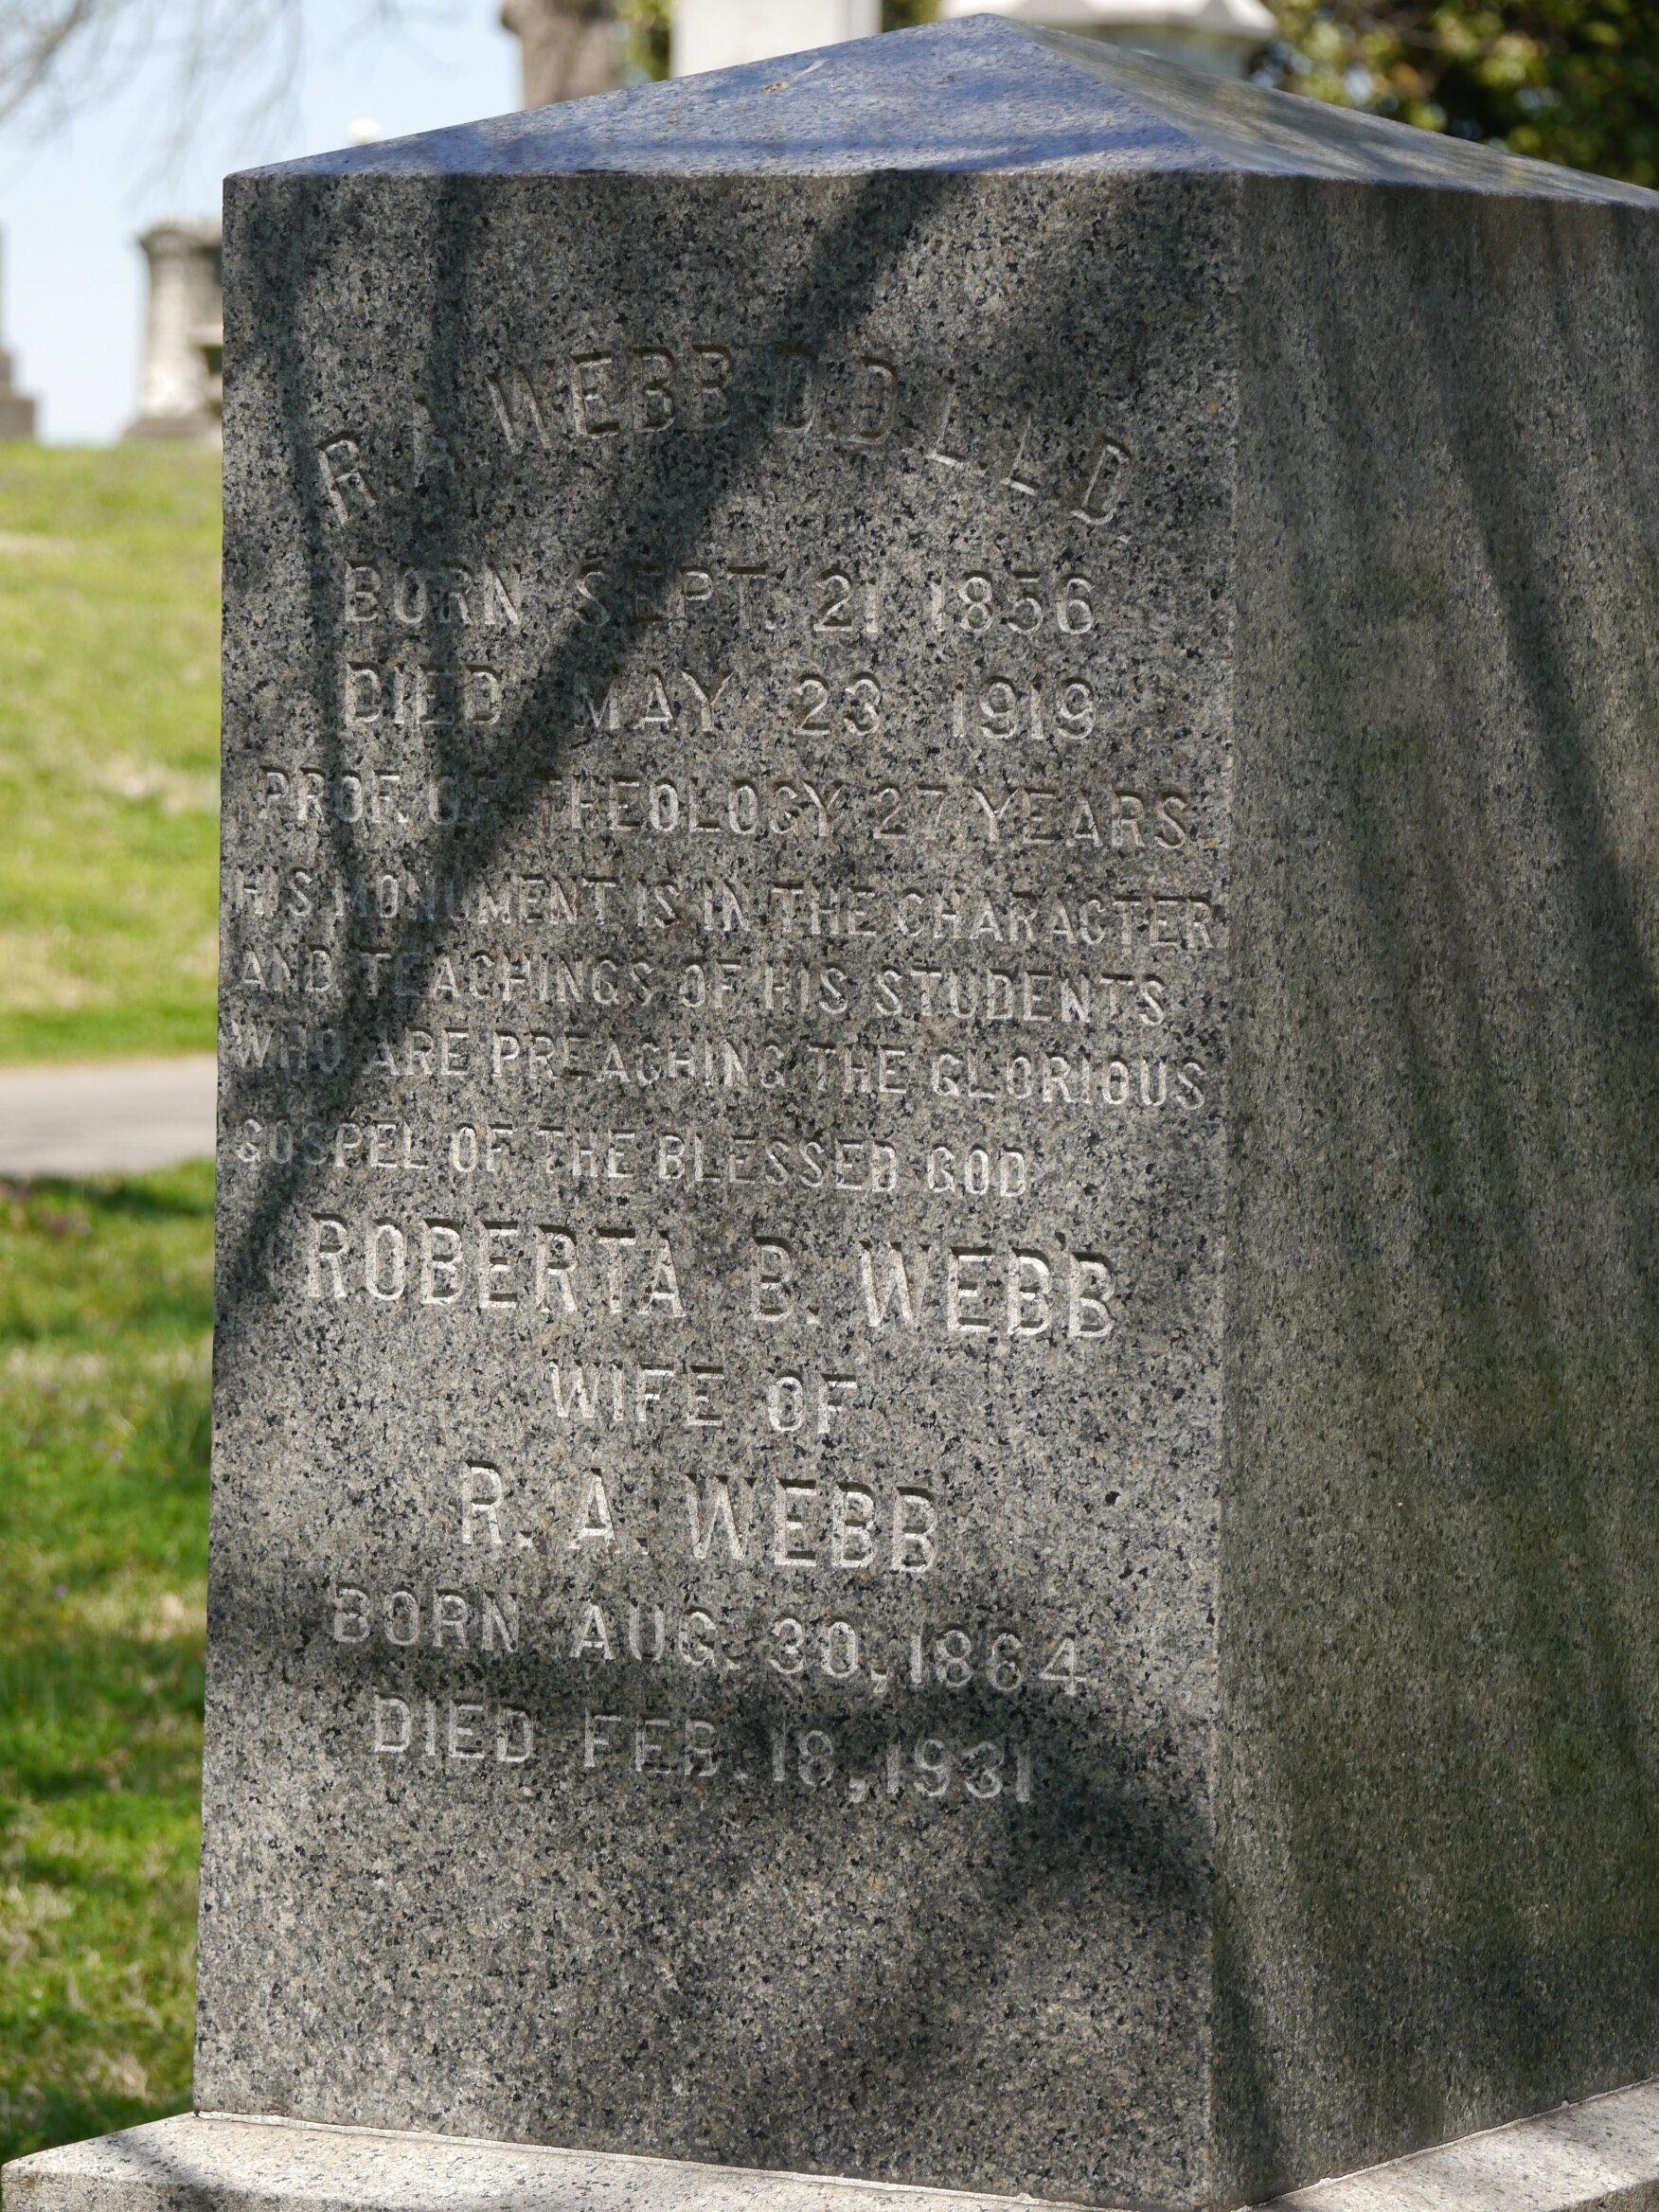 R. A. WEBB. D. D. L. L. D.
BORN SEPT. 21 1856
DIED MAY 23 1919
PROF. OF THEOLOGY 27 YEARS
HIS MONUMENT IS IN THE CHARACTER
AND TEACHINGS OF HIS STUDENTS
WHO ARE PREACHING THE GLORIOUS
GOSPEL OF THE BLESSED GOD
ROBERTA B. WEBB
WIFE OF
R. A. WEBB
BORN AUG. 30, 1864
DIED FEB. 18, 1931